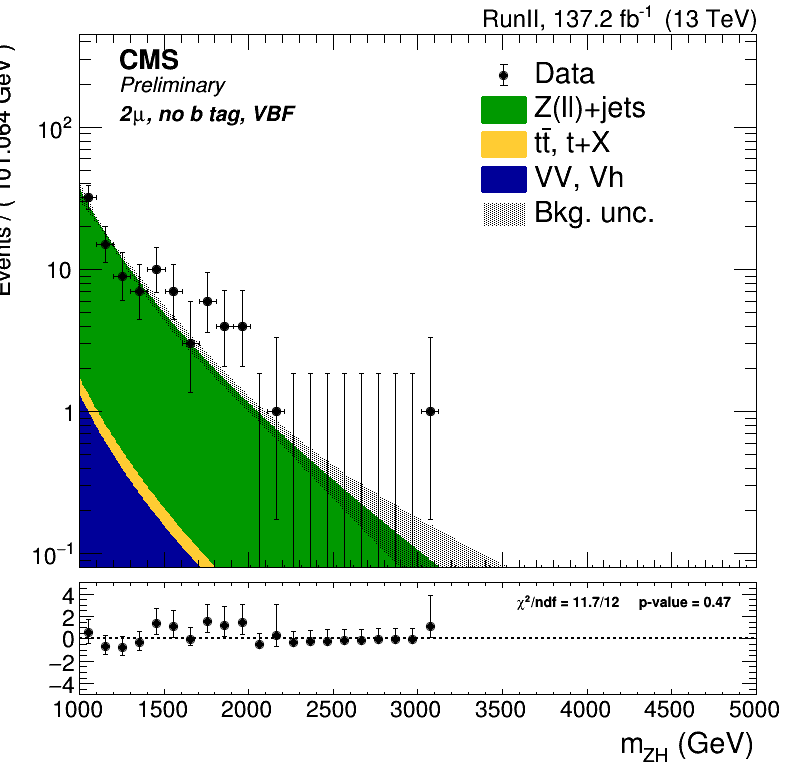 RunII, 137.2 fb⁻¹ (13 TeV)
CMS
Preliminary
2μ, no b tag, VBF
Data
Z(ll)+jets
tt̄, t+X
VV, Vh
Bkg. unc.
Events / ( 101.064 GeV )
10²
10
1
10⁻¹
χ²/ndf = 11.7/12 p-value = 0.47
4
2
0
−2
−4
1000 1500 2000 2500 3000 3500 4000 4500 5000
m_ZH (GeV)